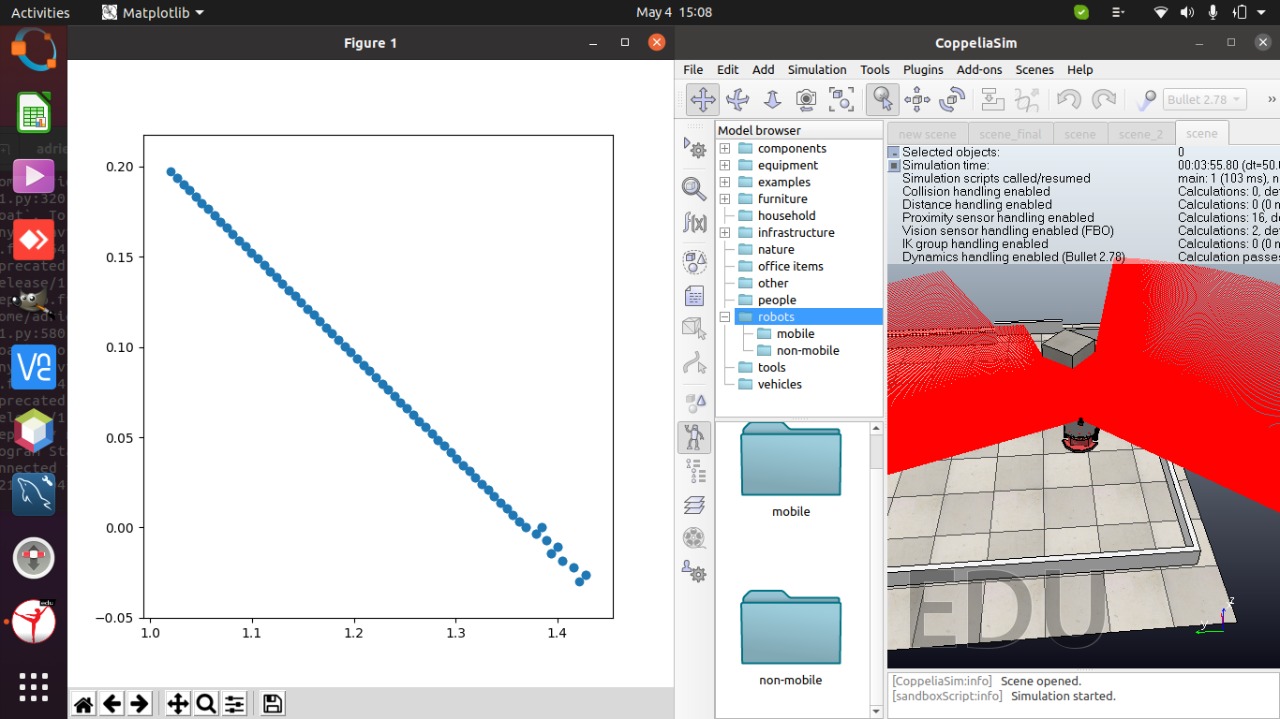 Activities
Matplotlib
May 4 15:08
Figure 1
CoppeliaSim
File Edit Add Simulation Tools Plugins Add-ons Scenes Help
Bullet 2.78
»
Model browser
components
equipment
examples
furniture
household
infrastructure
nature
office items
other
people
robots
mobile
non-mobile
tools
vehicles
mobile
non-mobile
new scene
scene_final
scene
scene_2
scene
Selected objects: 0
Simulation time: 00:03:55.80 (dt=50.0
Simulation scripts called/resumed main: 1 (103 ms), n
Collision handling enabled Calculations: 0, de
Distance handling enabled Calculations: 0 (0 m
Proximity sensor handling enabled Calculations: 16, d
Vision sensor handling enabled (FBO) Calculations: 2, de
IK group handling enabled Calculations: 0 (0 m
Dynamics handling enabled (Bullet 2.78) Calculation passes
EDU
z
y
[CoppeliaSim:info] Scene opened.
[sandboxScript:info] Simulation started.
0.20
0.15
0.10
0.05
0.00
−0.05
1.0 1.1 1.2 1.3 1.4
f(x)
edu